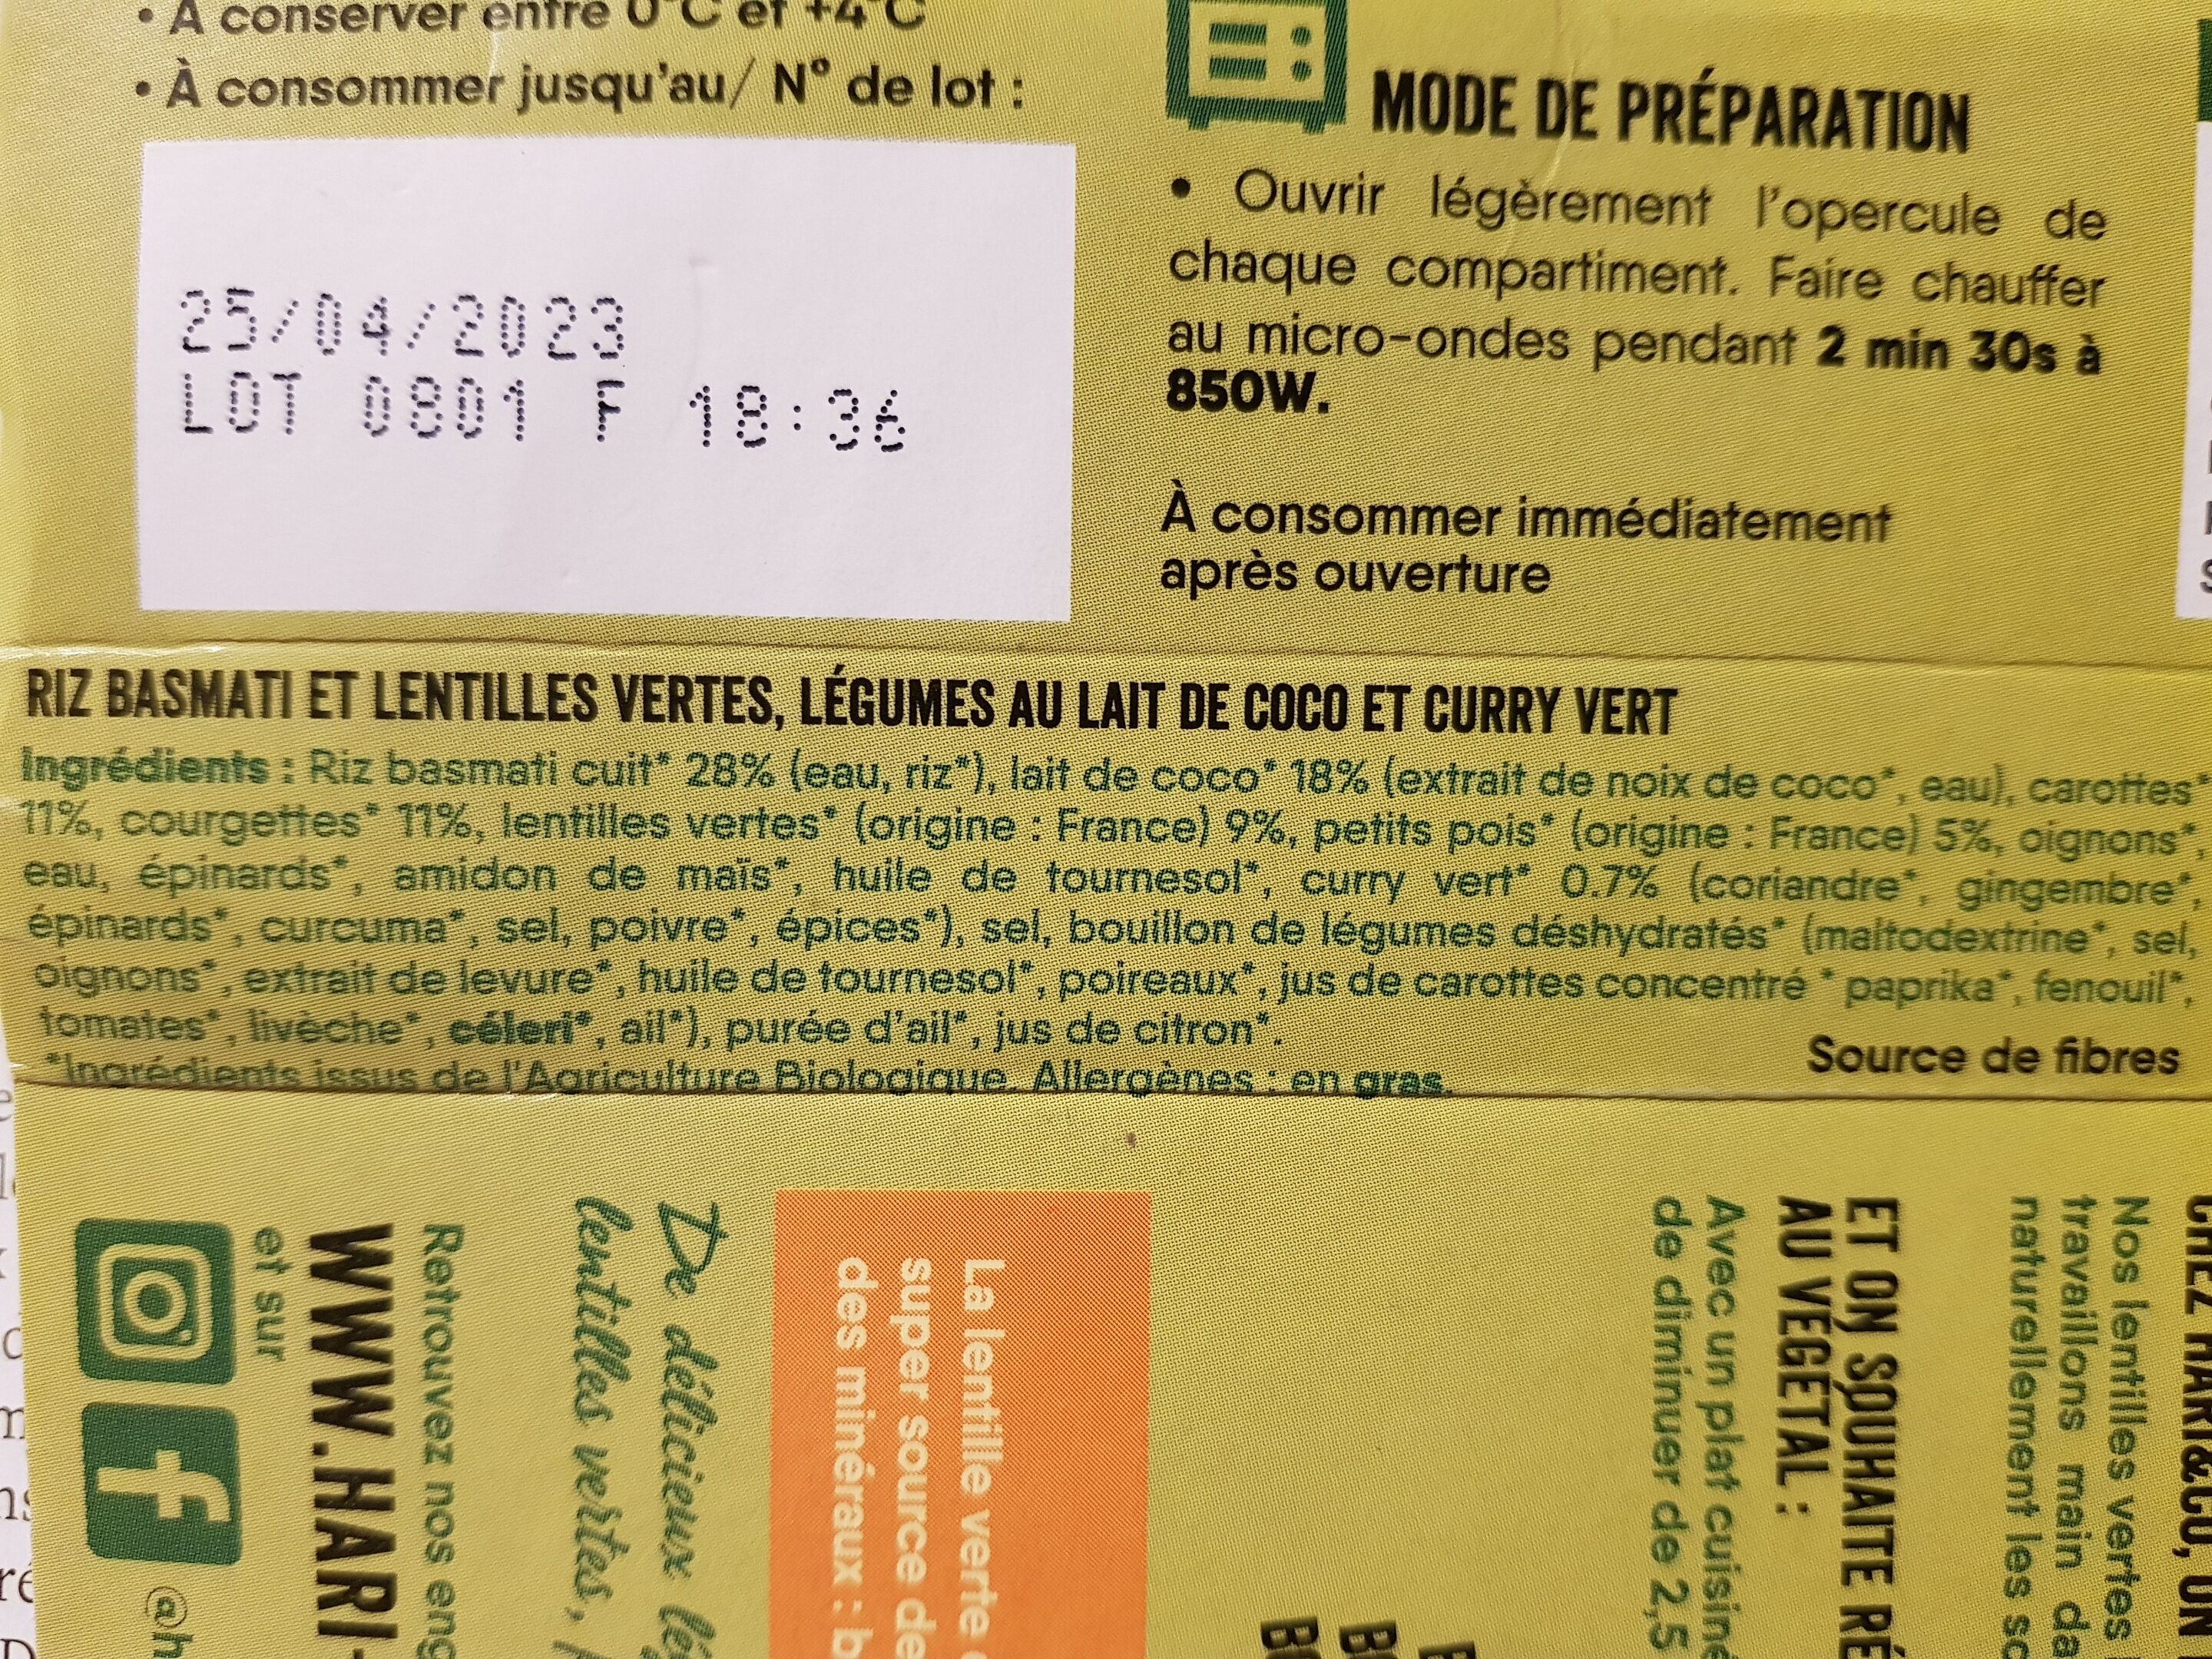 • À conserver entre 0°C et +4°C
• À consommer jusqu'au/ N° de lot :
25/04/2023
LOT 0801 F 18:36
MODE DE PRÉPARATION
• Ouvrir légèrement l'opercule de
chaque compartiment. Faire chauffer
au micro-ondes pendant 2 min 30s à
850W.
À consommer immédiatement
après ouverture
RIZ BASMATI ET LENTILLES VERTES, LÉGUMES AU LAIT DE COCO ET CURRY VERT
Ingrédients : Riz basmati cuit* 28% (eau, riz*), lait de coco* 18% (extrait de noix de coco*, eau), carottes*
11%, courgettes* 11%, lentilles vertes* (origine : France) 9%, petits pois* (origine : France) 5%, oignons*,
eau, épinards*, amidon de maïs*, huile de tournesol*, curry vert* 0.7% (coriandre*, gingembre*,
épinards*, curcuma*, sel, poivre*, épices*), sel, bouillon de légumes déshydratés* (maltodextrine*, sel,
oignons*, extrait de levure*, huile de tournesol*, poireaux*, jus de carottes concentré * paprika*, fenouil*,
tomates*, livèche*, céleri*, ail*), purée d'ail*, jus de citron*.
*Ingrédients issus de l'Agriculture Biologique. Allergènes : en gras.
Source de fibres
CHEZ HARI&CO, ON
Nos lentilles vertes
travaillons main da
naturellement les so
ET ON SOUHAITE RÉ
AU VÉGÉTAL :
Avec un plat cuisiné
de diminuer de 2,5
La lentille verte
super source de
des minéraux : b
De délicieux lé
lentilles vertes,
Retrouvez nos eng
WWW.HARI-
et sur
@h